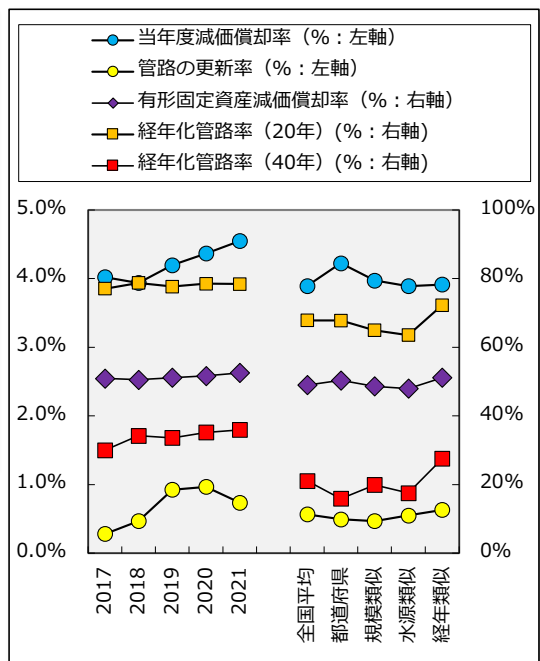 当年度減価償却率（%：左軸）
管路の更新率（%：左軸）
有形固定資産減価償却率（%：右軸）
経年化管路率（20年）(%：右軸)
経年化管路率（40年）(%：右軸)
5.0% 100%
4.0% 80%
3.0% 60%
2.0% 40%
1.0% 20%
0.0% 0%
2017
2018
2019
2020
2021
全国平均
都道府県
規模類似
水源類似
経年類似